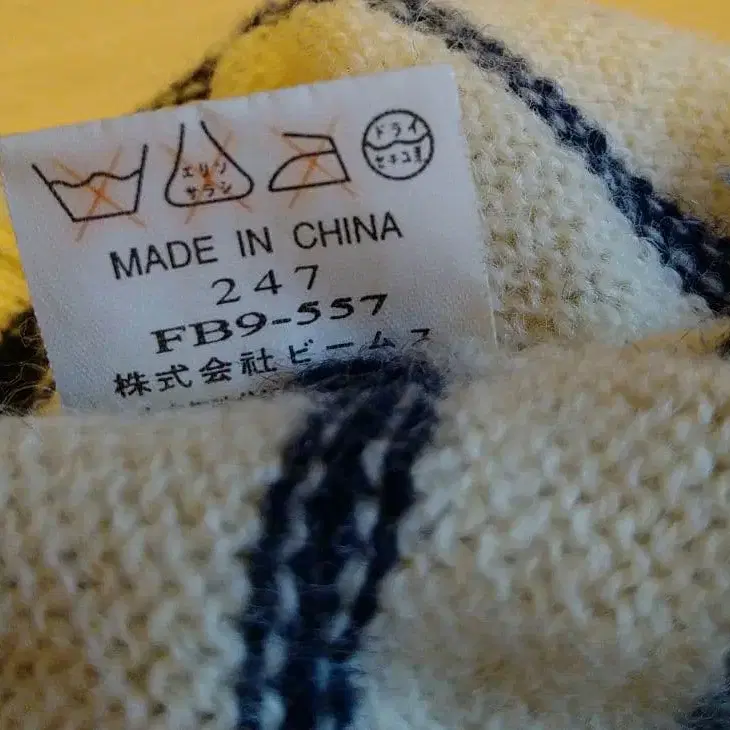 エンソ
サラシ
ドライ
セキユ系
MADE IN CHINA
247
FB9-557
株式会社ビームス